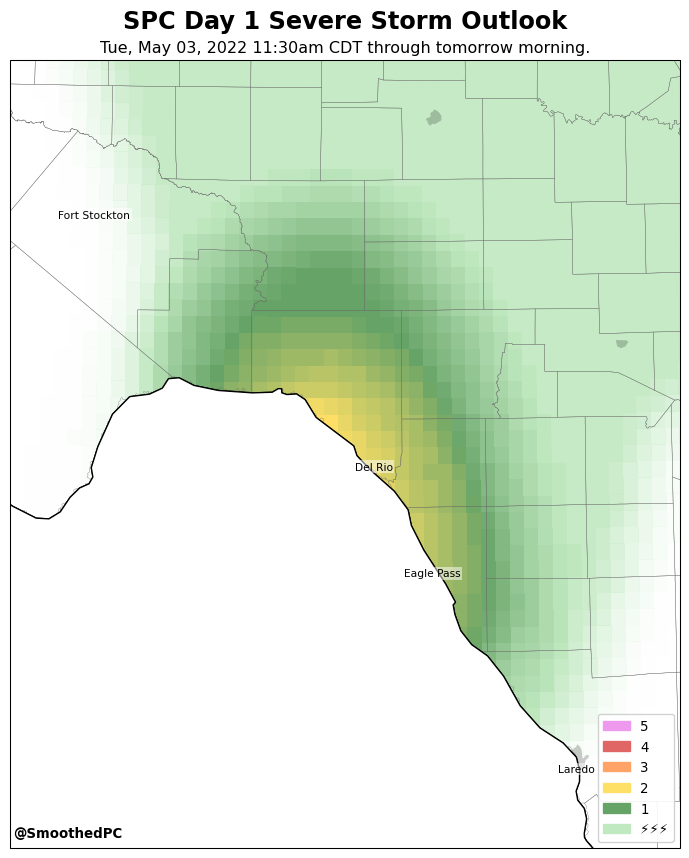 SPC Day 1 Severe Storm Outlook
Tue, May 03, 2022 11:30am CDT through tomorrow morning.
Fort Stockton
Del Rio
Eagle Pass
Laredo
5
4
3
2
1
⚡⚡⚡
@SmoothedPC